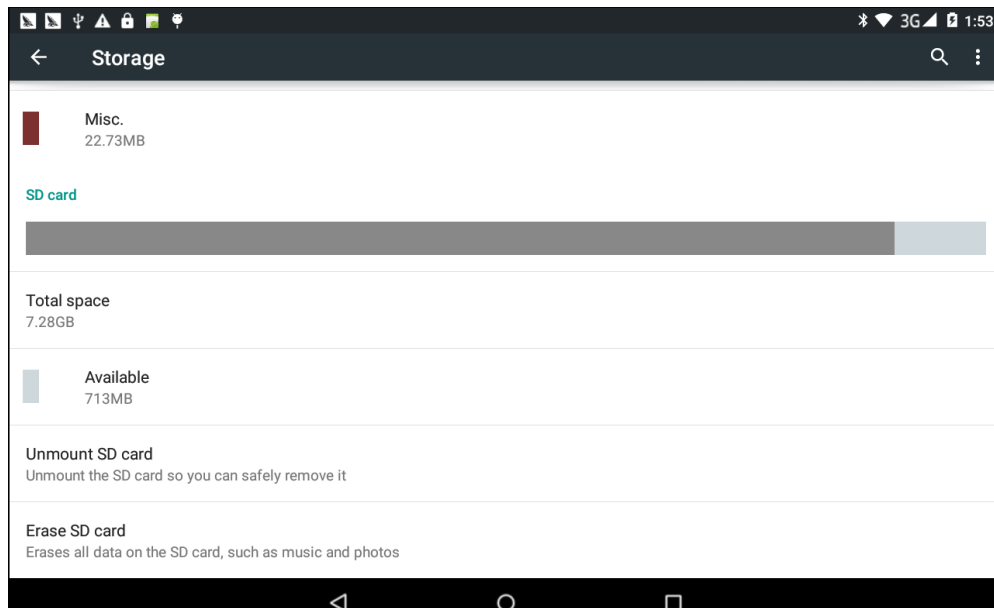 3G 1:53
Storage
Misc.
22.73MB
SD card
Total space
7.28GB
Available
713MB
Unmount SD card
Unmount the SD card so you can safely remove it
Erase SD card
Erases all data on the SD card, such as music and photos